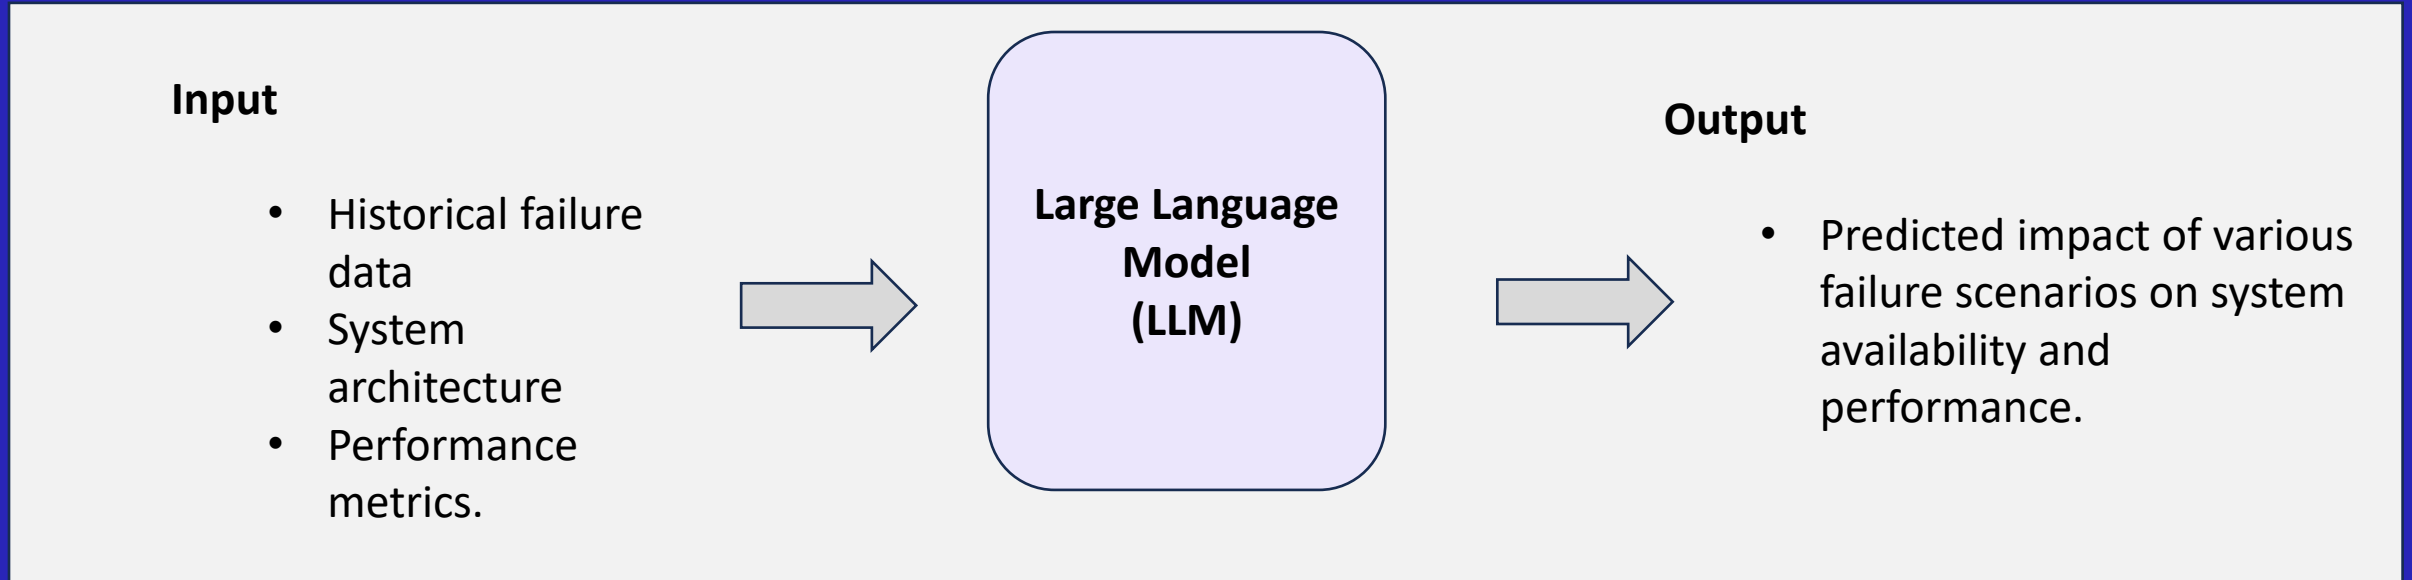 Input
• Historical failure
data
• System
architecture
• Performance
metrics.
Large Language
Model
(LLM)
Output
• Predicted impact of various
failure scenarios on system
availability and
performance.